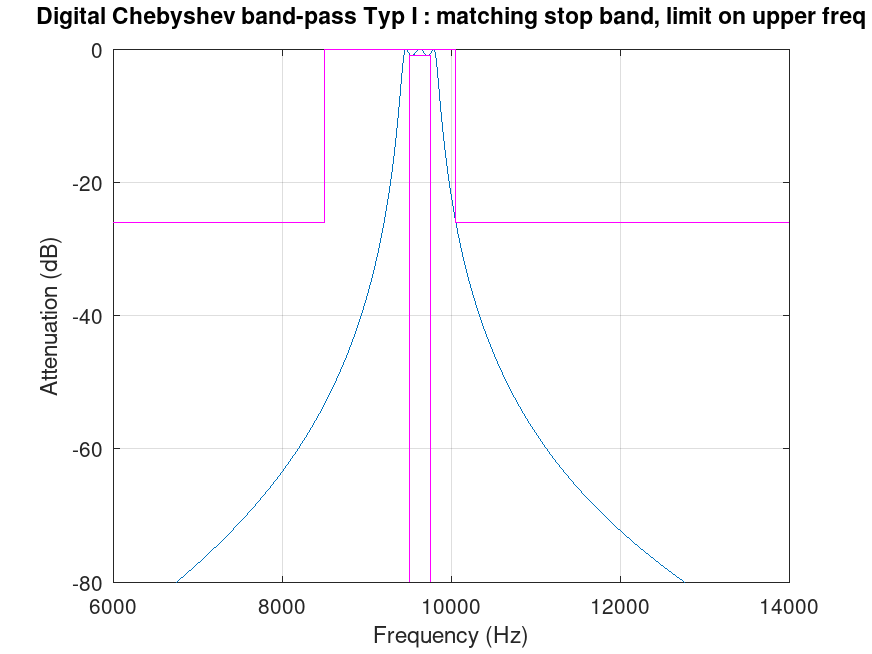 Digital Chebyshev band-pass Typ I : matching stop band, limit on upper freq
0
-20
-40
-60
-80
Attenuation (dB)
6000 8000 10000 12000 14000
Frequency (Hz)